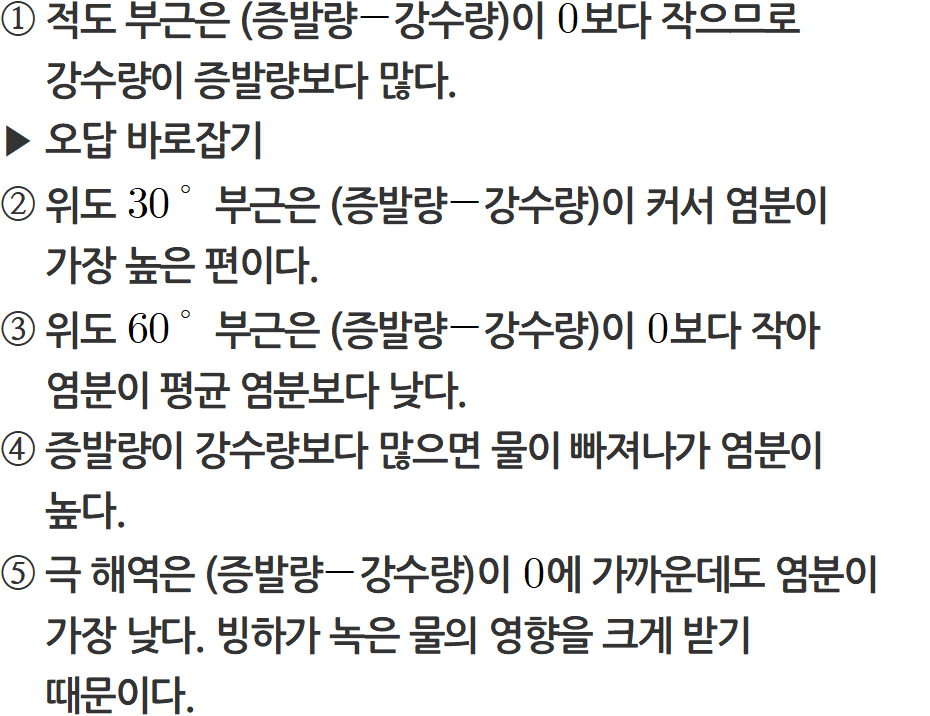 ① 적도 부근은 (증발량−강수량)이 0보다 작으므로
강수량이 증발량보다 많다.
▶ 오답 바로잡기
② 위도 30° 부근은 (증발량−강수량)이 커서 염분이
가장 높은 편이다.
③ 위도 60° 부근은 (증발량−강수량)이 0보다 작아
염분이 평균 염분보다 낮다.
④ 증발량이 강수량보다 많으면 물이 빠져나가 염분이
높다.
⑤ 극 해역은 (증발량−강수량)이 0에 가까운데도 염분이
가장 낮다. 빙하가 녹은 물의 영향을 크게 받기
때문이다.